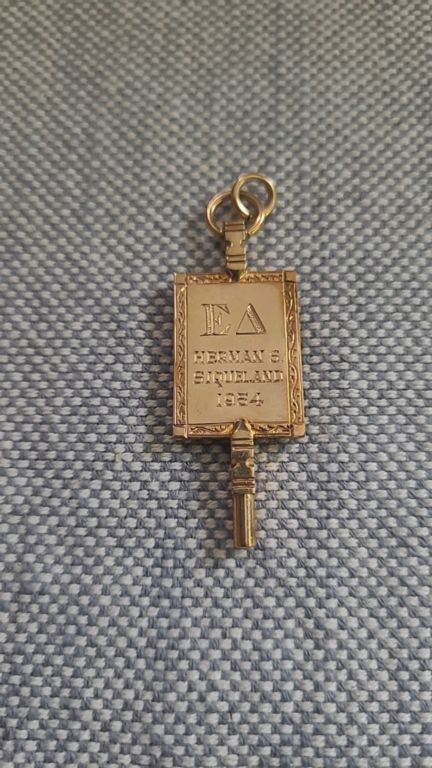 ΕΔ
HERMAN S.
SIQUELAND
1934